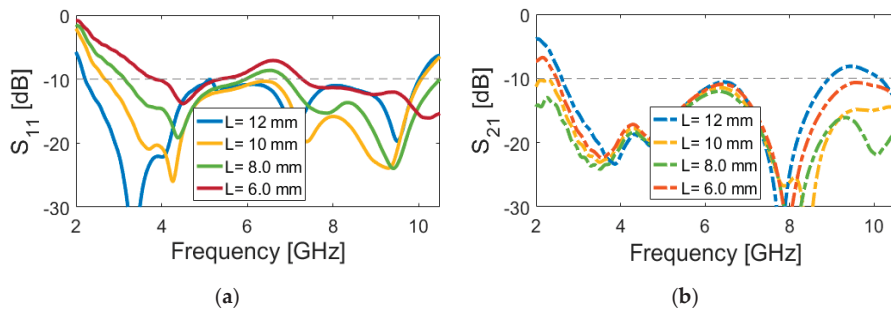 0
-10
-20
-30
S11 [dB]
L= 12 mm
L= 10 mm
L= 8.0 mm
L= 6.0 mm
2
4
6
8
10
Frequency [GHz]
(a)
0
-10
-20
-30
S21 [dB]
L= 12 mm
L= 10 mm
L= 8.0 mm
L= 6.0 mm
2
4
6
8
10
Frequency [GHz]
(b)